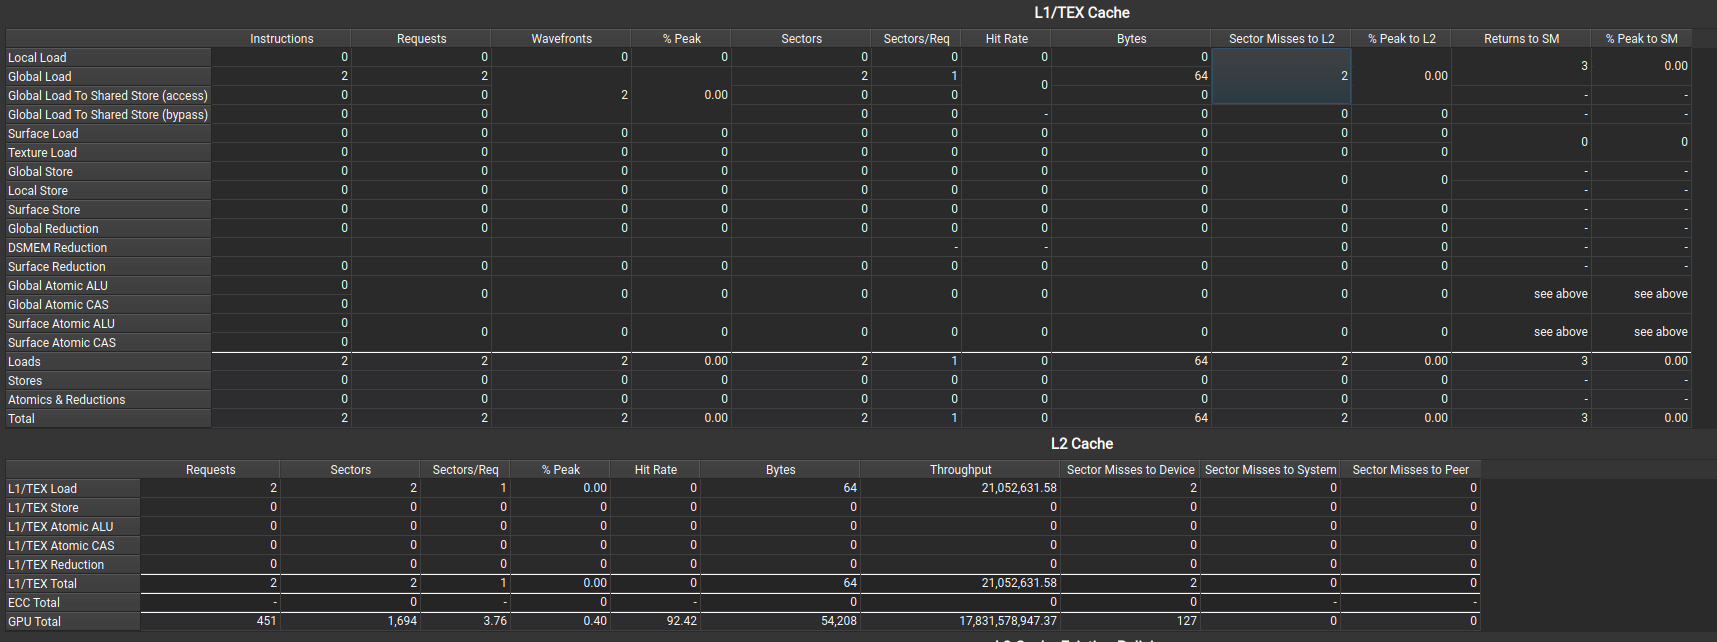 L1/TEX Cache
Instructions Requests Wavefronts % Peak Sectors Sectors/Req Hit Rate Bytes Sector Misses to L2 % Peak to L2 Returns to SM % Peak to SM
Local Load 0 0 0 0 0 0 0 0 3 0.00
Global Load 2 2 2 1 0 64 2 0.00
Global Load To Shared Store (access) 0 0 2 0.00 0 0 0 - -
Global Load To Shared Store (bypass) 0 0 0 0 - 0 0 0 - -
Surface Load 0 0 0 0 0 0 0 0 0 0 0 0
Texture Load 0 0 0 0 0 0 0 0 0 0
Global Store 0 0 0 0 0 0 0 0 0 0 - -
Local Store 0 0 0 0 0 0 0 0 - -
Surface Store 0 0 0 0 0 0 0 0 0 0 - -
Global Reduction 0 0 0 0 0 0 0 0 0 0 - -
DSMEM Reduction - - 0 0 - -
Surface Reduction 0 0 0 0 0 0 0 0 0 0 - -
Global Atomic ALU 0 0 0 0 0 0 0 0 0 0 see above see above
Global Atomic CAS 0
Surface Atomic ALU 0 0 0 0 0 0 0 0 0 0 see above see above
Surface Atomic CAS 0
Loads 2 2 2 0.00 2 1 0 64 2 0.00 3 0.00
Stores 0 0 0 0 0 0 0 0 0 0 - -
Atomics & Reductions 0 0 0 0 0 0 0 0 0 0 - -
Total 2 2 2 0.00 2 1 0 64 2 0.00 3 0.00
L2 Cache
Requests Sectors Sectors/Req % Peak Hit Rate Bytes Throughput Sector Misses to Device Sector Misses to System Sector Misses to Peer
L1/TEX Load 2 2 1 0.00 0 64 21,052,631.58 2 0 0
L1/TEX Store 0 0 0 0 0 0 0 0 0 0
L1/TEX Atomic ALU 0 0 0 0 0 0 0 0 0 0
L1/TEX Atomic CAS 0 0 0 0 0 0 0 0 0 0
L1/TEX Reduction 0 0 0 0 0 0 0 0 0 0
L1/TEX Total 2 2 1 0.00 0 64 21,052,631.58 2 0 0
ECC Total - 0 - 0 - 0 0 0 - -
GPU Total 451 1,694 3.76 0.40 92.42 54,208 17,831,578,947.37 127 0 0